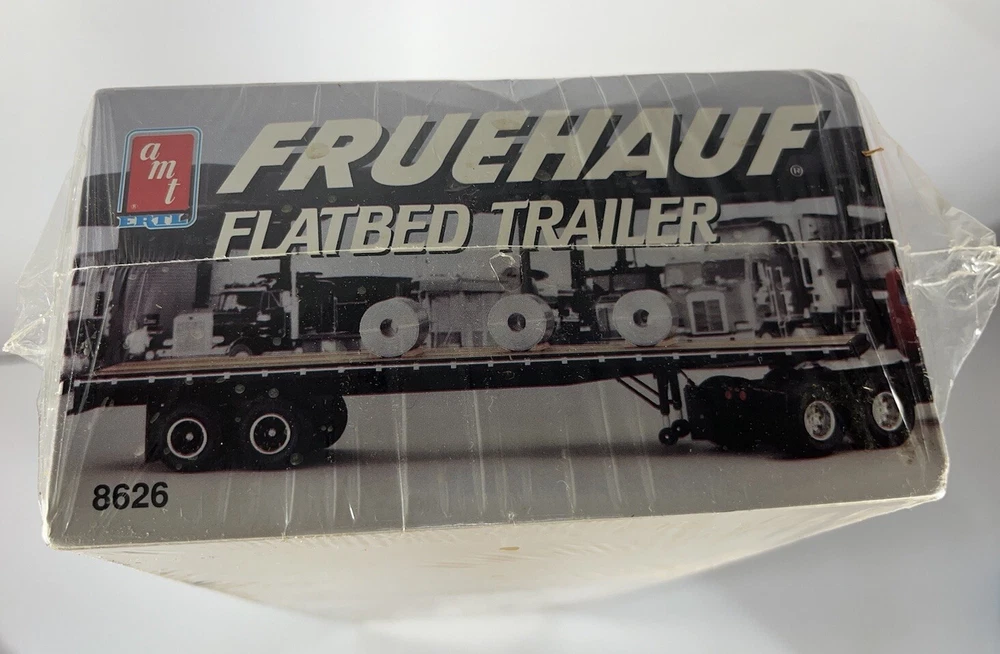 amt
ERTL
FRUEHAUF®
FLATBED TRAILER
8626